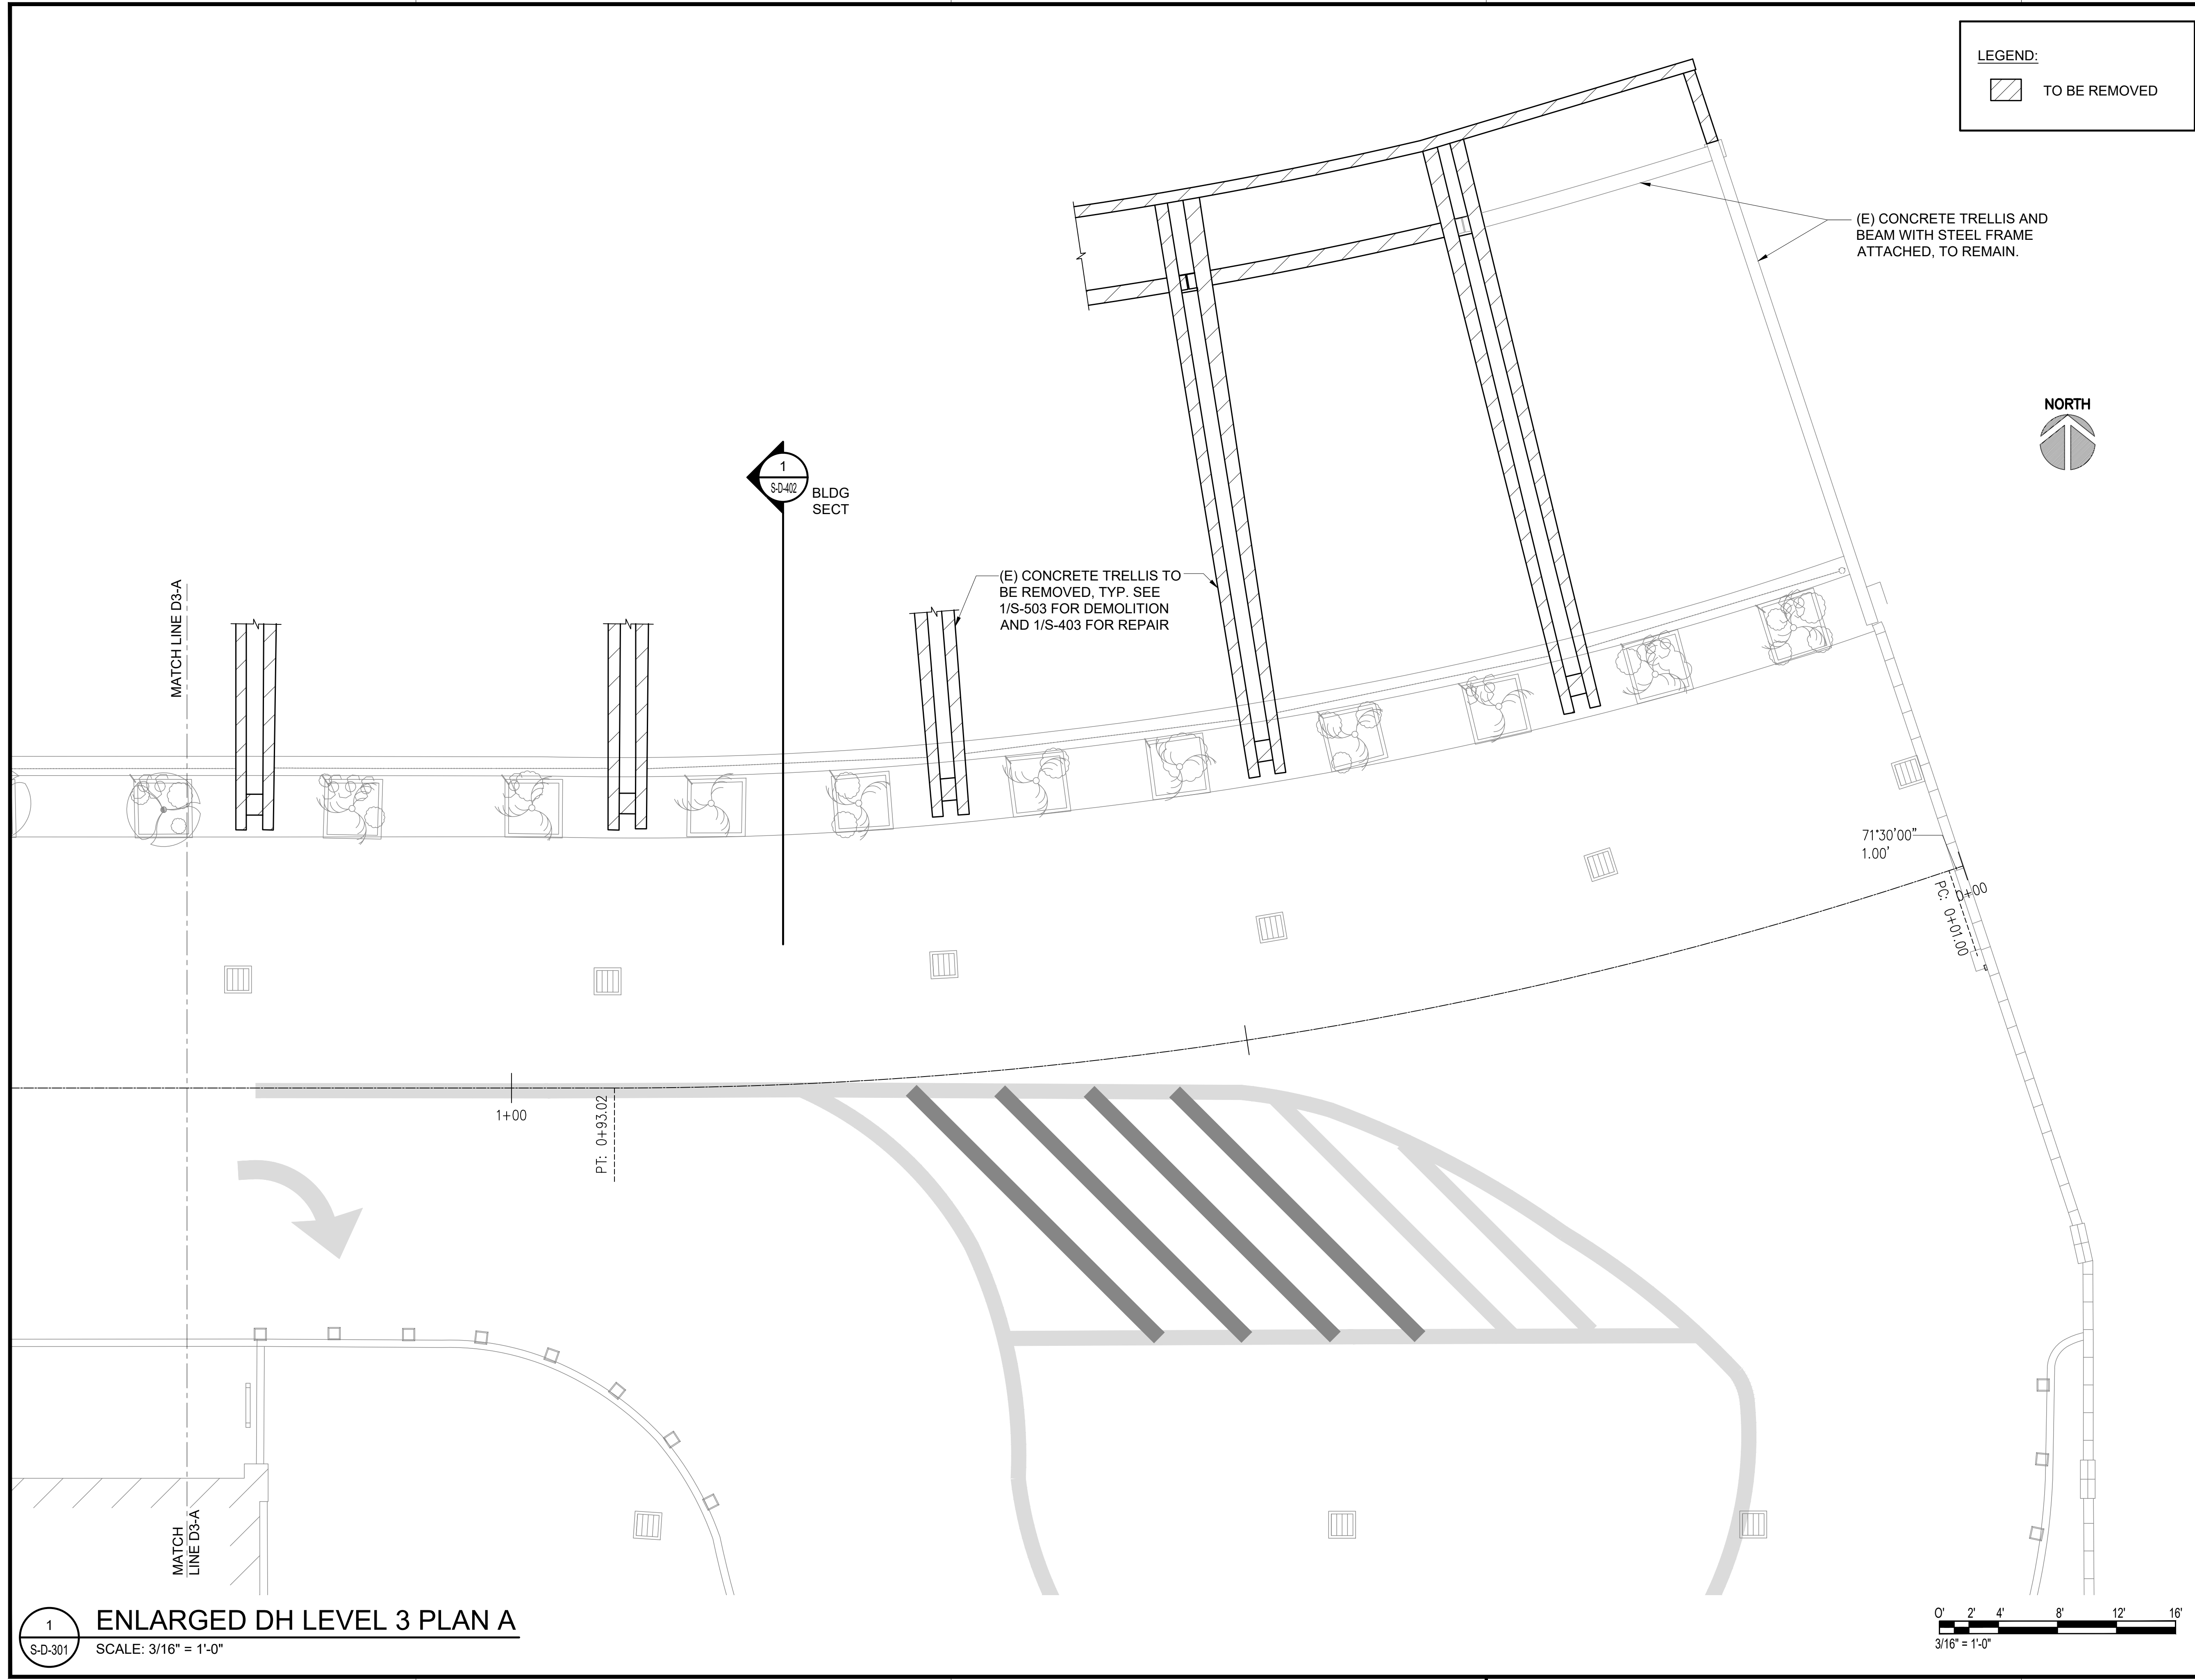 LEGEND:
TO BE REMOVED
(E) CONCRETE TRELLIS AND
BEAM WITH STEEL FRAME
ATTACHED, TO REMAIN.
NORTH
1
S-D-402
BLDG
SECT
(E) CONCRETE TRELLIS TO
BE REMOVED, TYP. SEE
1/S-503 FOR DEMOLITION
AND 1/S-403 FOR REPAIR
MATCH LINE D3-A
71°30'00"
1.00'
0+00
PC: 0+01.00
1+00
PT: 0+93.02
MATCH
LINE D3-A
1
S-D-301
ENLARGED DH LEVEL 3 PLAN A
SCALE: 3/16" = 1'-0"
0' 2' 4' 8' 12' 16'
3/16" = 1'-0"